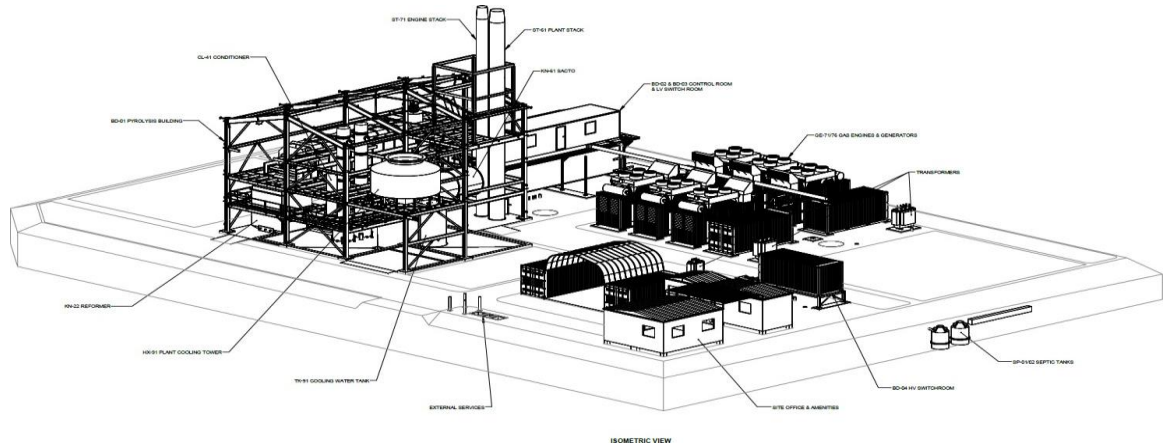 ST-71 ENGINE STACK
ST-61 PLANT STACK
CL-41 CONDITIONER
KN-61 SACTO
BD-02 & BD-03 CONTROL ROOM
& LV SWITCH ROOM
BD-01 PYROLYSIS BUILDING
GE-71/76 GAS ENGINES & GENERATORS
TRANSFORMERS
KN-22 REFORMER
HX-91 PLANT COOLING TOWER
TK-91 COOLING WATER TANK
EXTERNAL SERVICES
SITE OFFICE & AMENITIES
BD-04 HV SWITCHROOM
SP-01/02 SEPTIC TANKS
ISOMETRIC VIEW